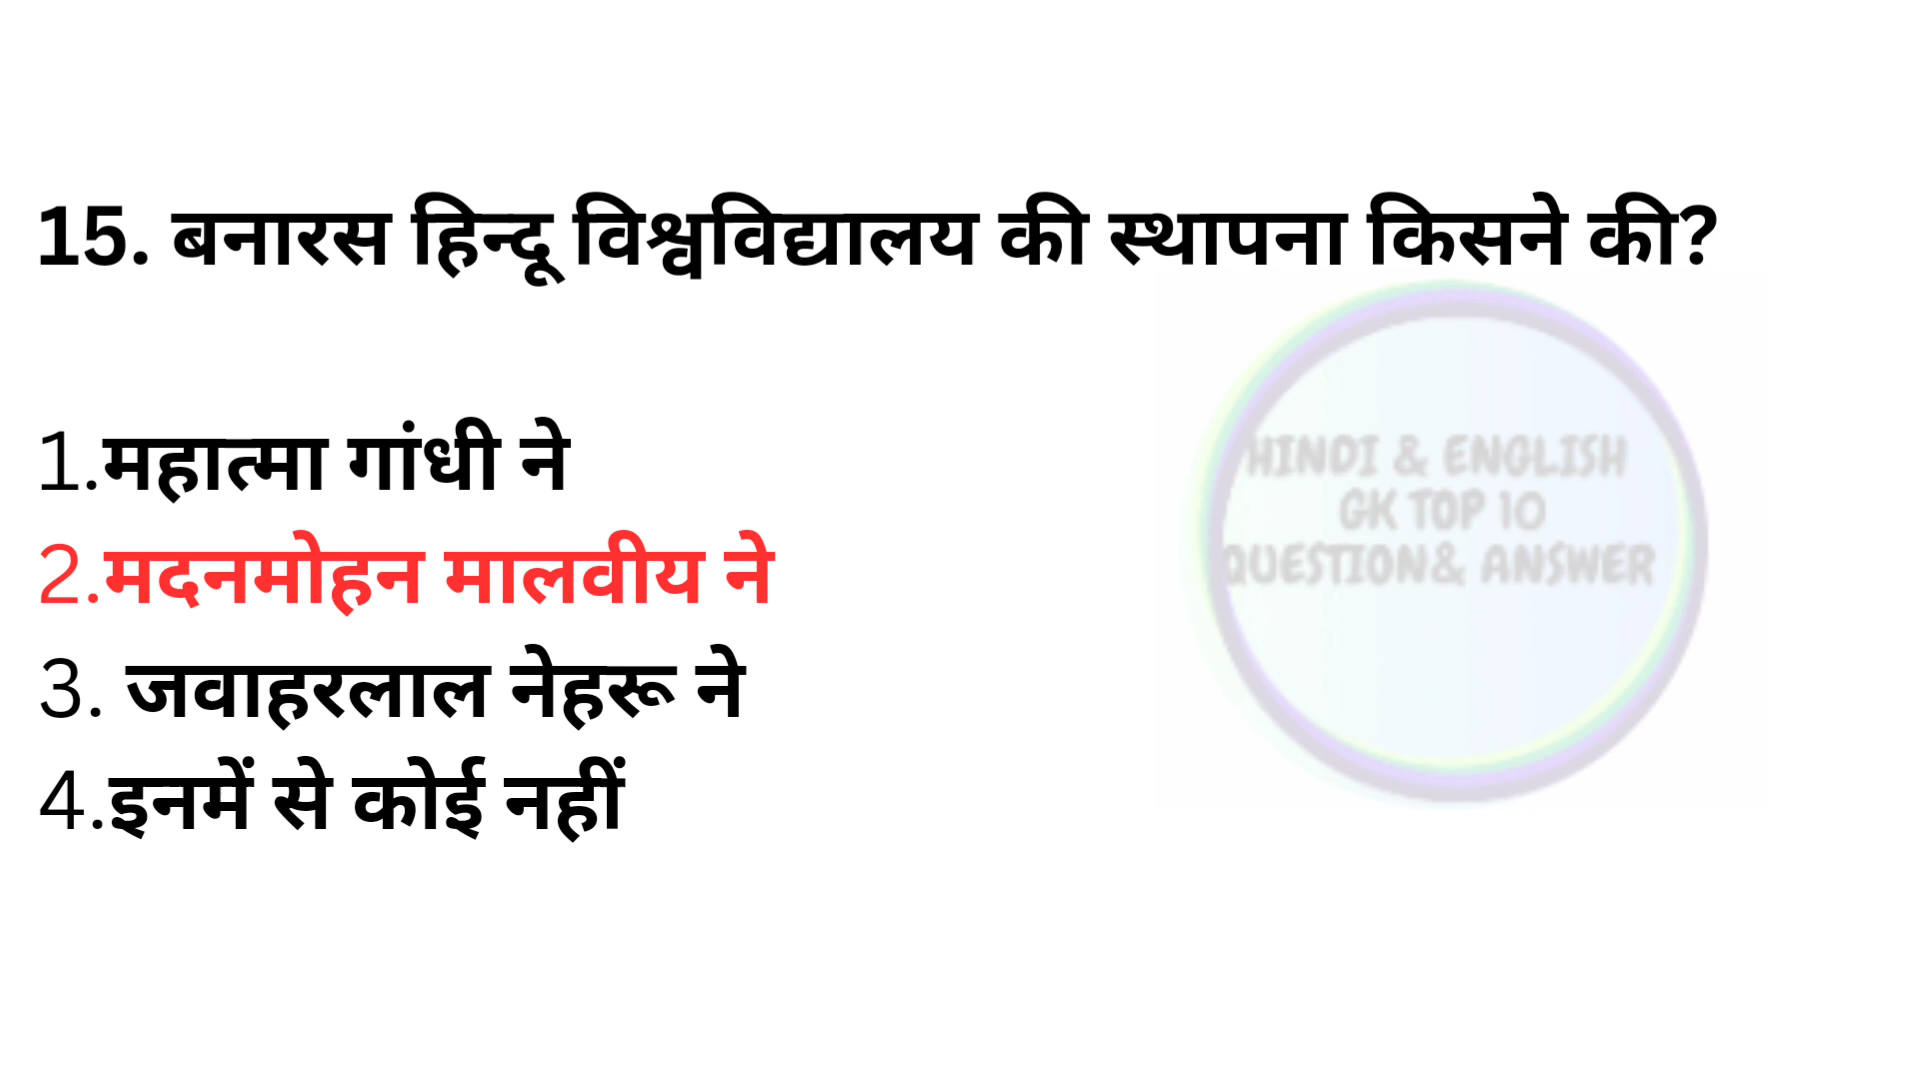 15. बनारस हिन्दू विश्वविद्यालय की स्थापना किसने की?
1.महात्मा गांधी ने
2.मदनमोहन मालवीय ने
3. जवाहरलाल नेहरू ने
4.इनमें से कोई नहीं
HINDI & ENGLISH
GK TOP 10
QUESTION& ANSWER